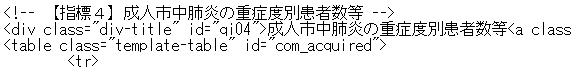 <!-- 【指標４】成人市中肺炎の重症度別患者数等 -->
<div class="div-title" id="qi04">成人市中肺炎の重症度別患者数等<a class
<table class="template-table" id="com_acquired">
<tr>